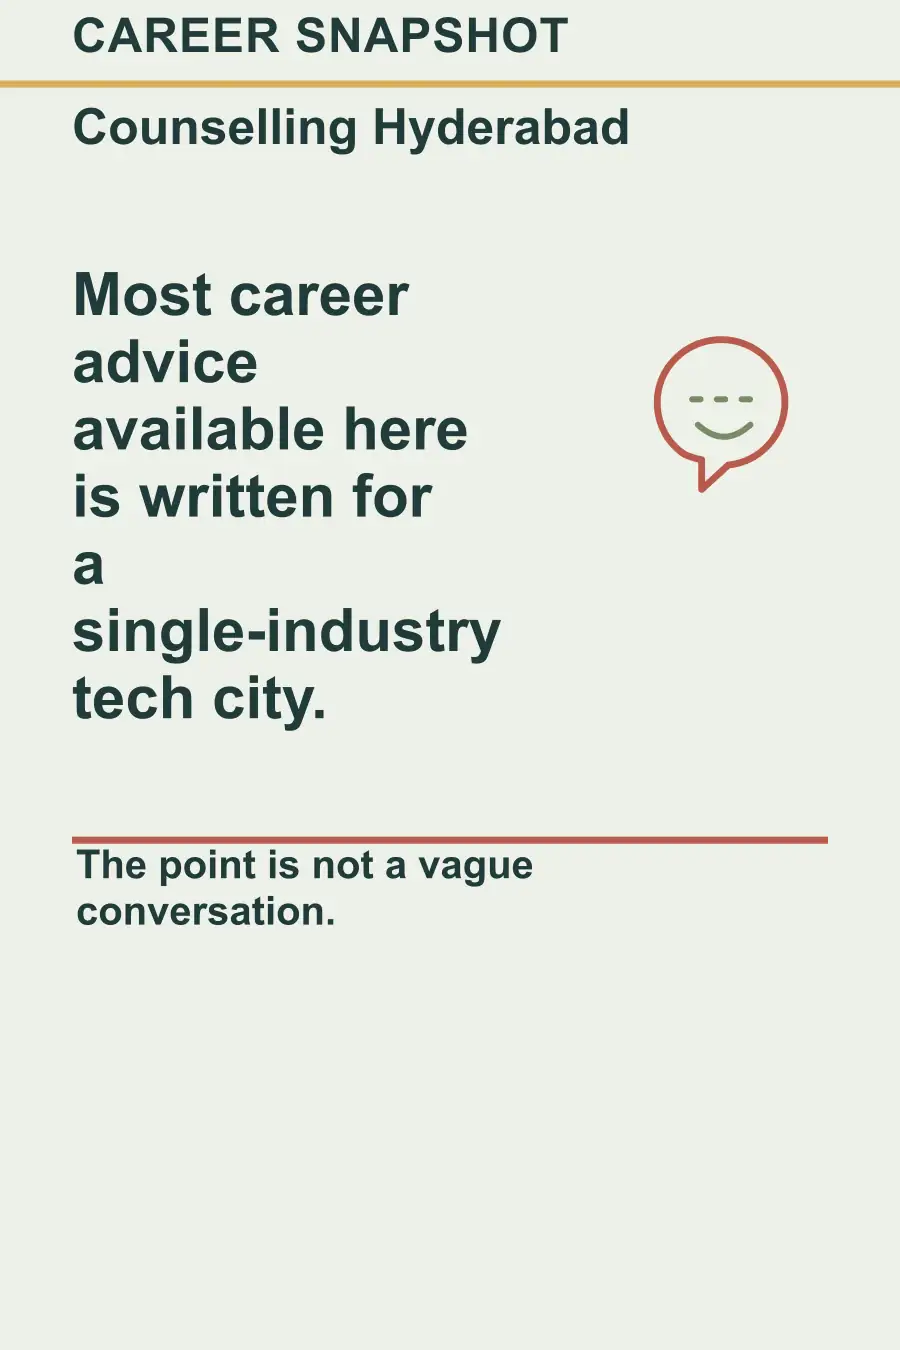 CAREER SNAPSHOT
Counselling Hyderabad
Most career
advice
available here
is written for
a
single-industry
tech city.
The point is not a vague
conversation.